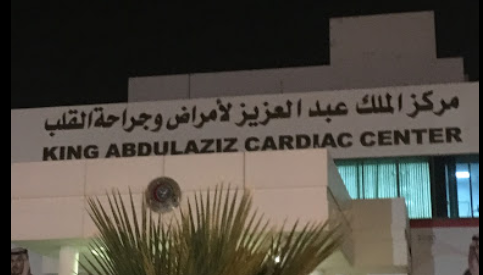 مركز الملك عبد العزيز لأمراض وجراحة القلب
KING ABDULAZIZ CARDIAC CENTER